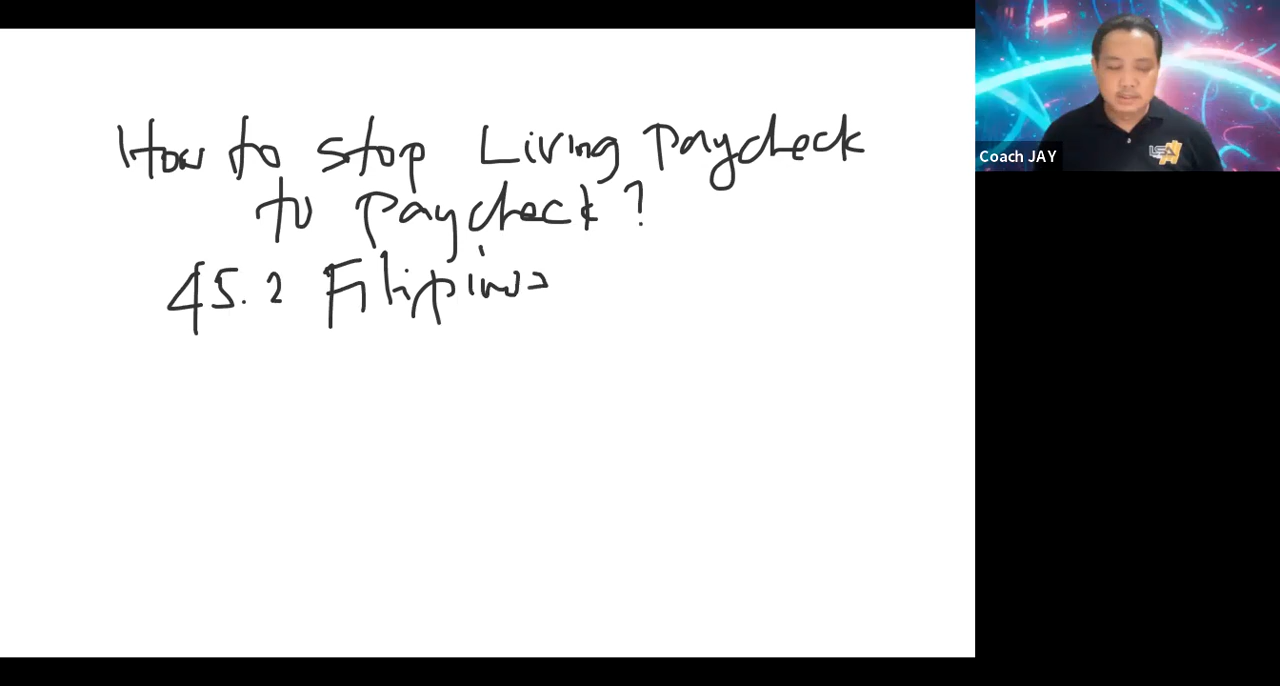 How to stop Living Paycheck
to Paycheck?
45.2 Filipinos
Coach JAY